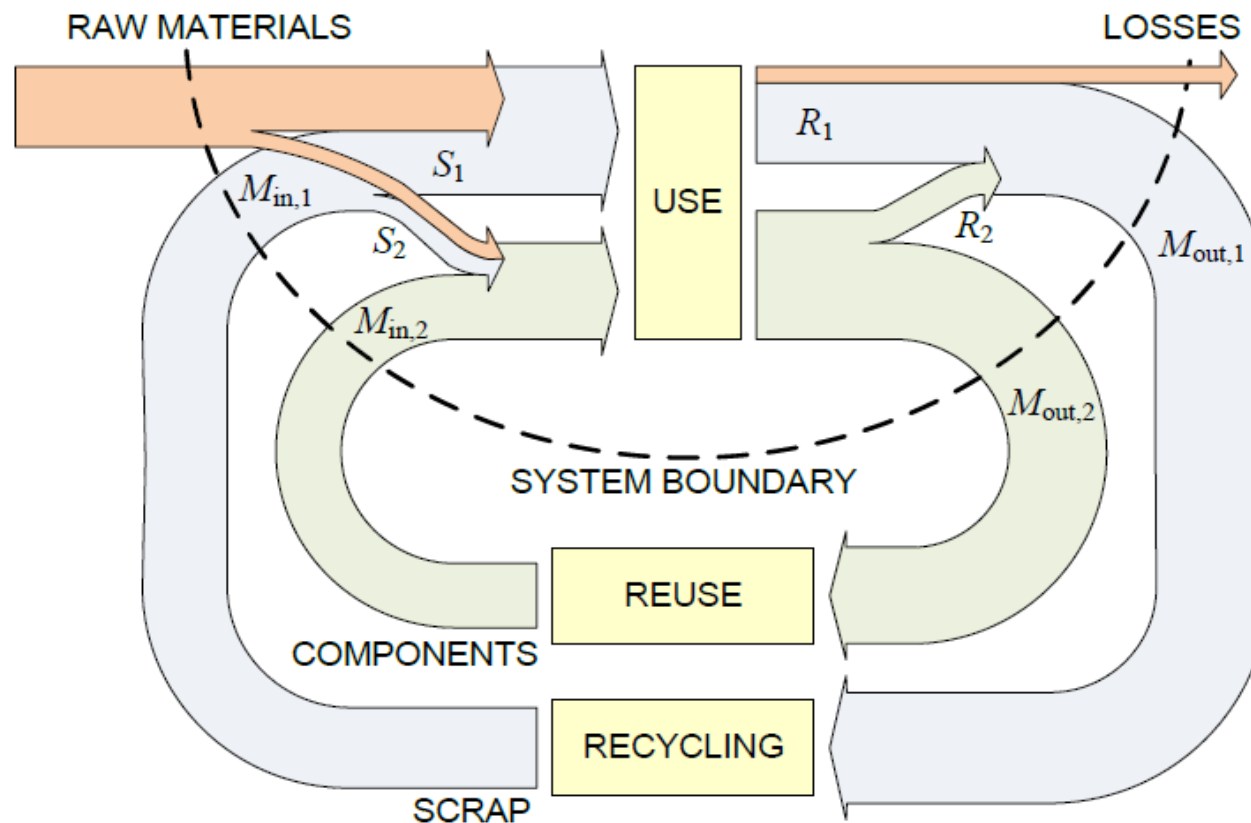 RAW MATERIALS
LOSSES
R1
S1
Min,1
USE
R2
S2
Mout,1
Min,2
Mout,2
SYSTEM BOUNDARY
REUSE
COMPONENTS
RECYCLING
SCRAP